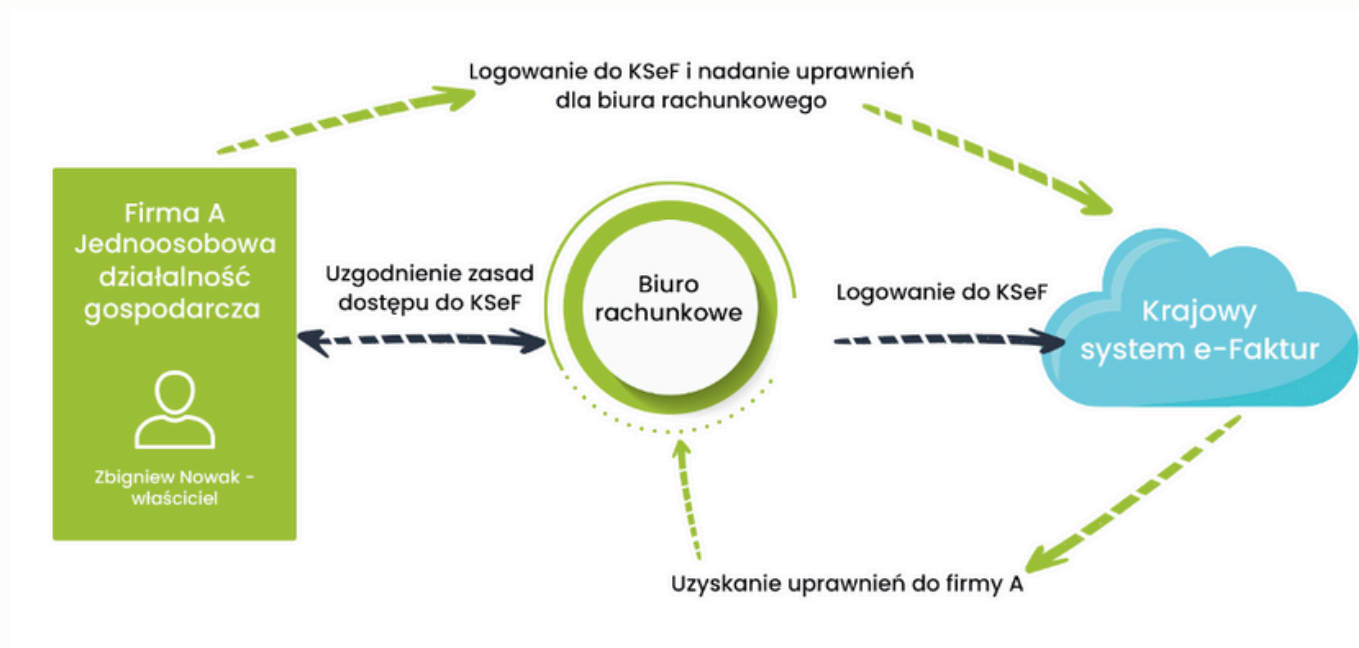 Logowanie do KSeF i nadanie uprawnień
dla biura rachunkowego
Firma A
Jednoosobowa
działalność
gospodarcza
Zbigniew Nowak -
właściciel
Uzgodnienie zasad
dostępu do KSeF
Biuro
rachunkowe
Logowanie do KSeF
Krajowy
system e-Faktur
Uzyskanie uprawnień do firmy A